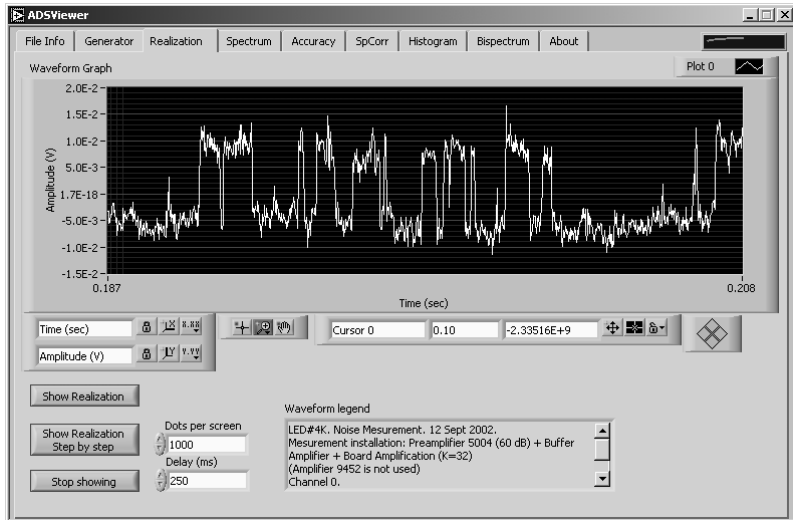 ADSViewer
File Info Generator Realization Spectrum Accuracy SpCorr Histogram Bispectrum About
Waveform Graph
Plot 0
2.0E-2
1.5E-2
1.0E-2
5.0E-3
1.7E-18
-5.0E-3
-1.0E-2
-1.5E-2
Amplitude (V)
0.187
0.208
Time (sec)
Time (sec)
X
X.XX
Cursor 0
0.10
-2.33516E+9
Amplitude (V)
Y
Y.YY
Show Realization
Show Realization
Step by step
Stop showing
Dots per screen
1000
Delay (ms)
250
Waveform legend
LED#4K. Noise Mesurement. 12 Sept 2002.
Mesurement installation: Preamplifier 5004 (60 dB) + Buffer
Amplifier + Board Amplification (K=32)
(Amplifier 9452 is not used)
Channel 0.